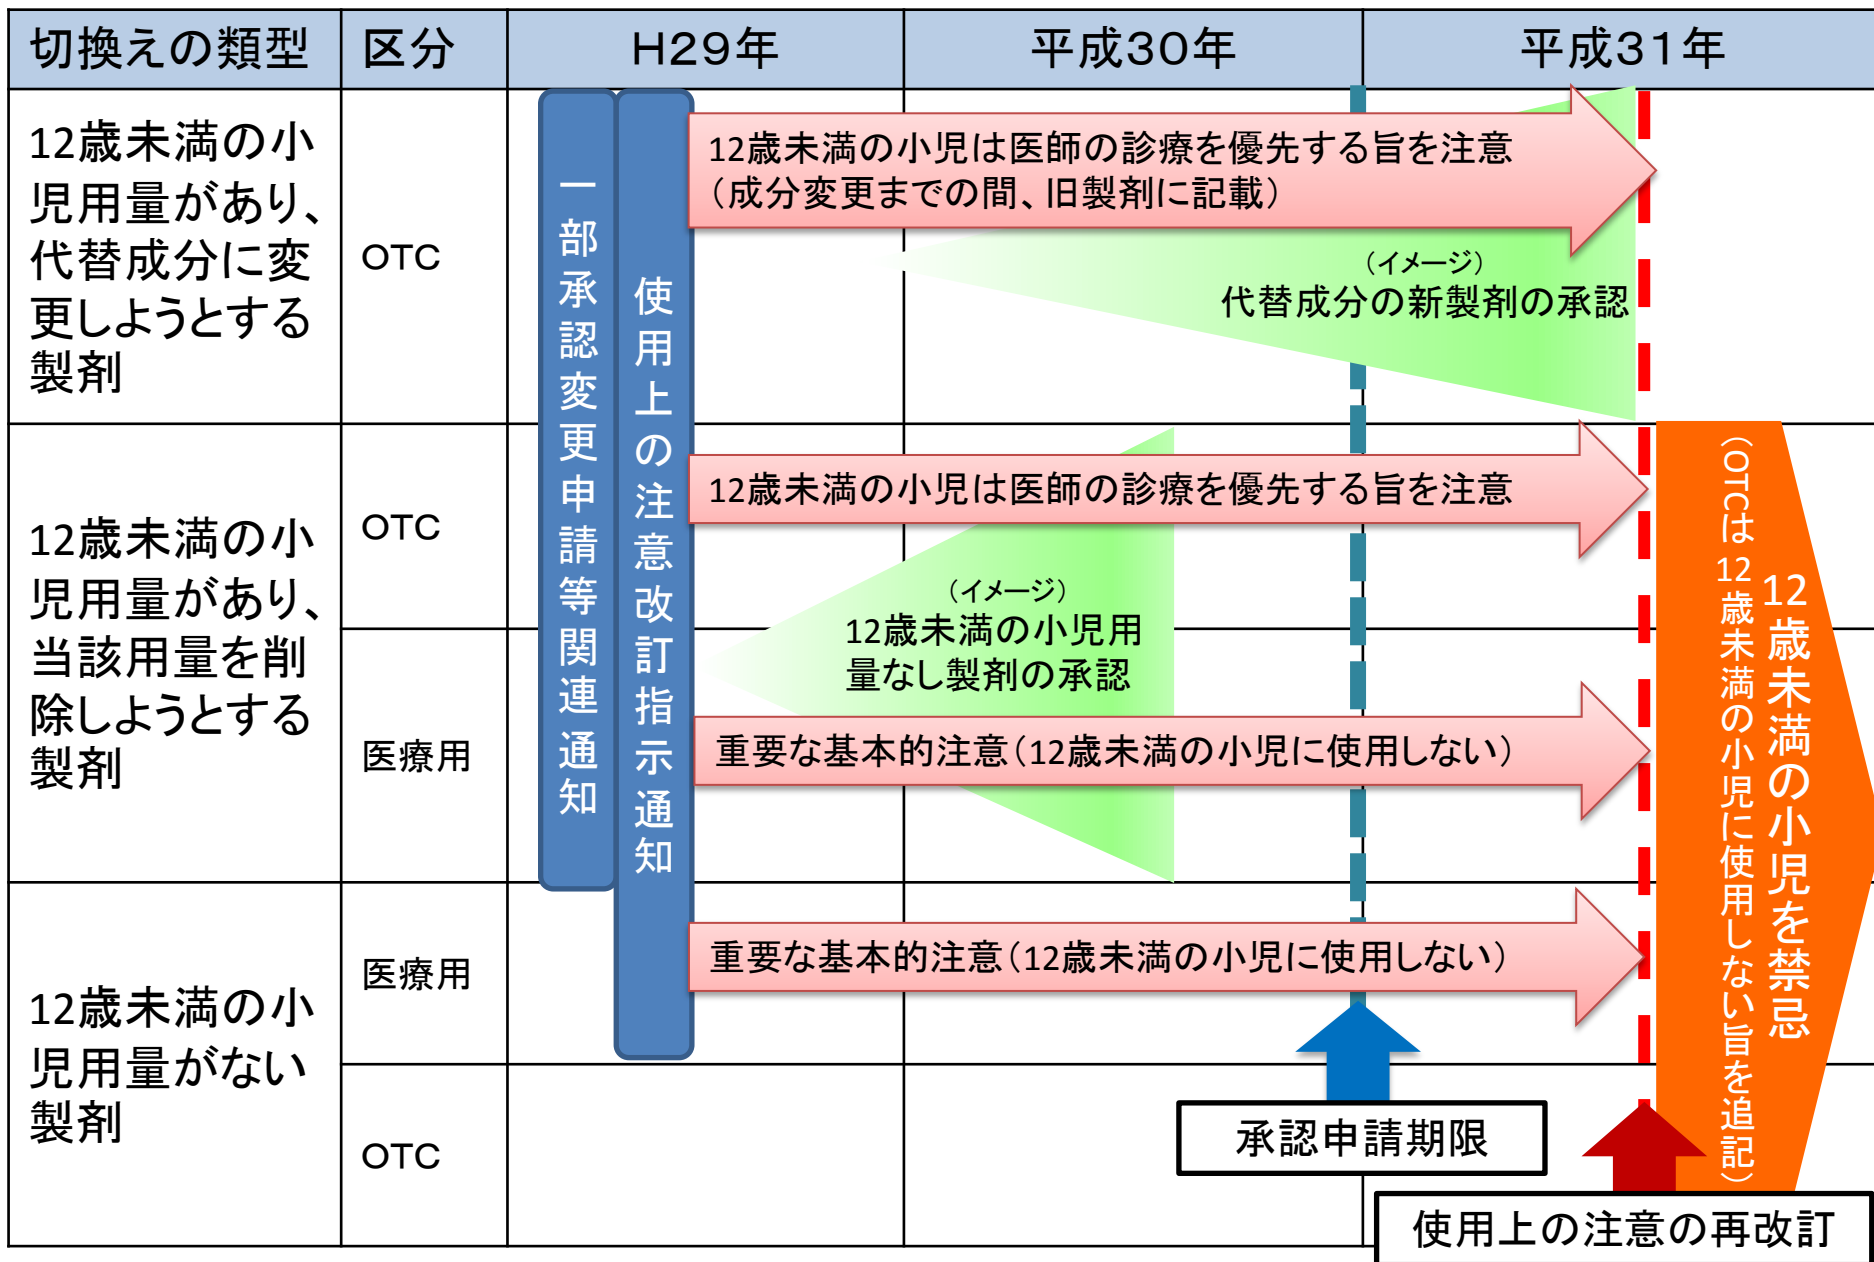 切換えの類型
区分
H29年
平成30年
平成31年
12歳未満の小
児用量があり、
代替成分に変
更しようとする
製剤
OTC
12歳未満の小
児用量があり、
当該用量を削
除しようとする
製剤
OTC
医療用
12歳未満の小
児用量がない
製剤
医療用
OTC
一部承認変更申請等関連通知
使用上の注意改訂指示通知
12歳未満の小児は医師の診療を優先する旨を注意
（成分変更までの間、旧製剤に記載）
（イメージ）
代替成分の新製剤の承認
12歳未満の小児は医師の診療を優先する旨を注意
（イメージ）
12歳未満の小児用
量なし製剤の承認
重要な基本的注意（12歳未満の小児に使用しない）
重要な基本的注意（12歳未満の小児に使用しない）
12歳未満の小児を禁忌
（OTCは12歳未満の小児に使用しない旨を追記）
承認申請期限
使用上の注意の再改訂